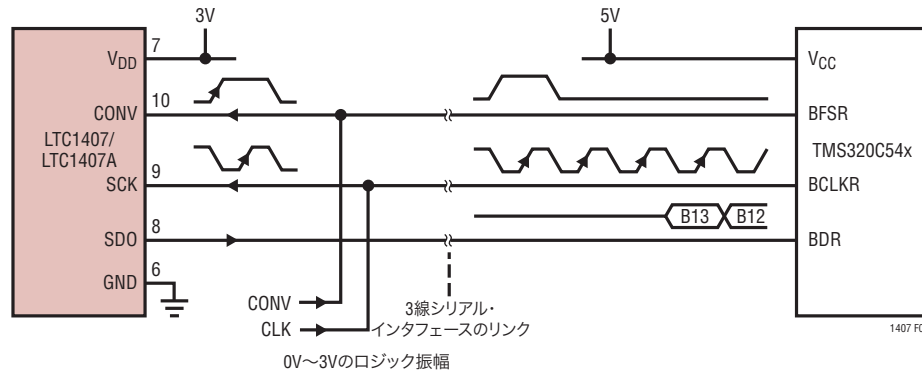 3V
5V
7
VDD
VCC
10
CONV
BFSR
LTC1407/
LTC1407A
TMS320C54x
9
SCK
BCLKR
B13
B12
8
SDO
BDR
6
GND
CONV
3線シリアル・
インタフェースのリンク
CLK
0V～3Vのロジック振幅